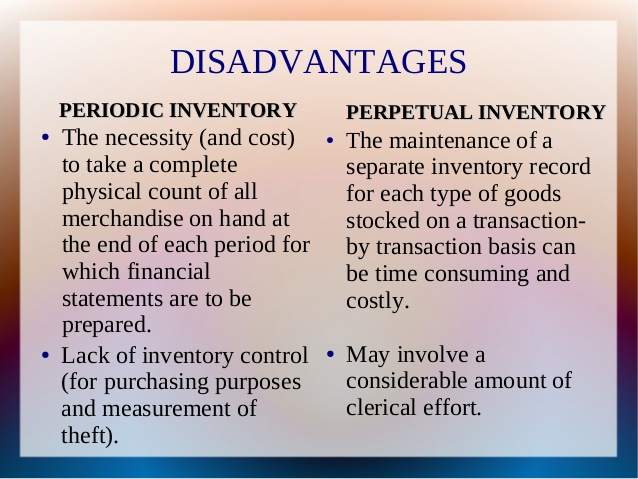 DISADVANTAGES
PERIODIC INVENTORY
• The necessity (and cost)
to take a complete
physical count of all
merchandise on hand at
the end of each period for
which financial
statements are to be
prepared.
• Lack of inventory control
(for purchasing purposes
and measurement of
theft).
PERPETUAL INVENTORY
• The maintenance of a
separate inventory record
for each type of goods
stocked on a transaction-
by transaction basis can
be time consuming and
costly.
• May involve a
considerable amount of
clerical effort.